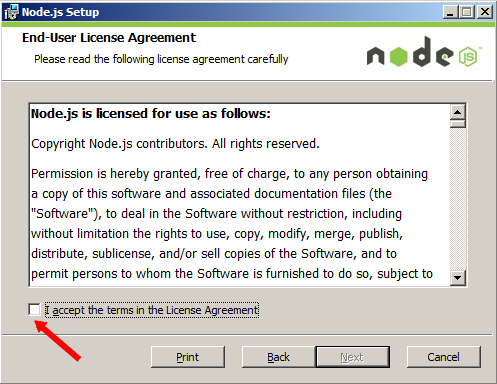 Node.js Setup
End-User License Agreement
Please read the following license agreement carefully
node
JS
Node.js is licensed for use as follows:
Copyright Node.js contributors. All rights reserved.
Permission is hereby granted, free of charge, to any person obtaining
a copy of this software and associated documentation files (the
"Software"), to deal in the Software without restriction, including
without limitation the rights to use, copy, modify, merge, publish,
distribute, sublicense, and/or sell copies of the Software, and to
permit persons to whom the Software is furnished to do so, subject to
I accept the terms in the License Agreement
Print Back Next Cancel